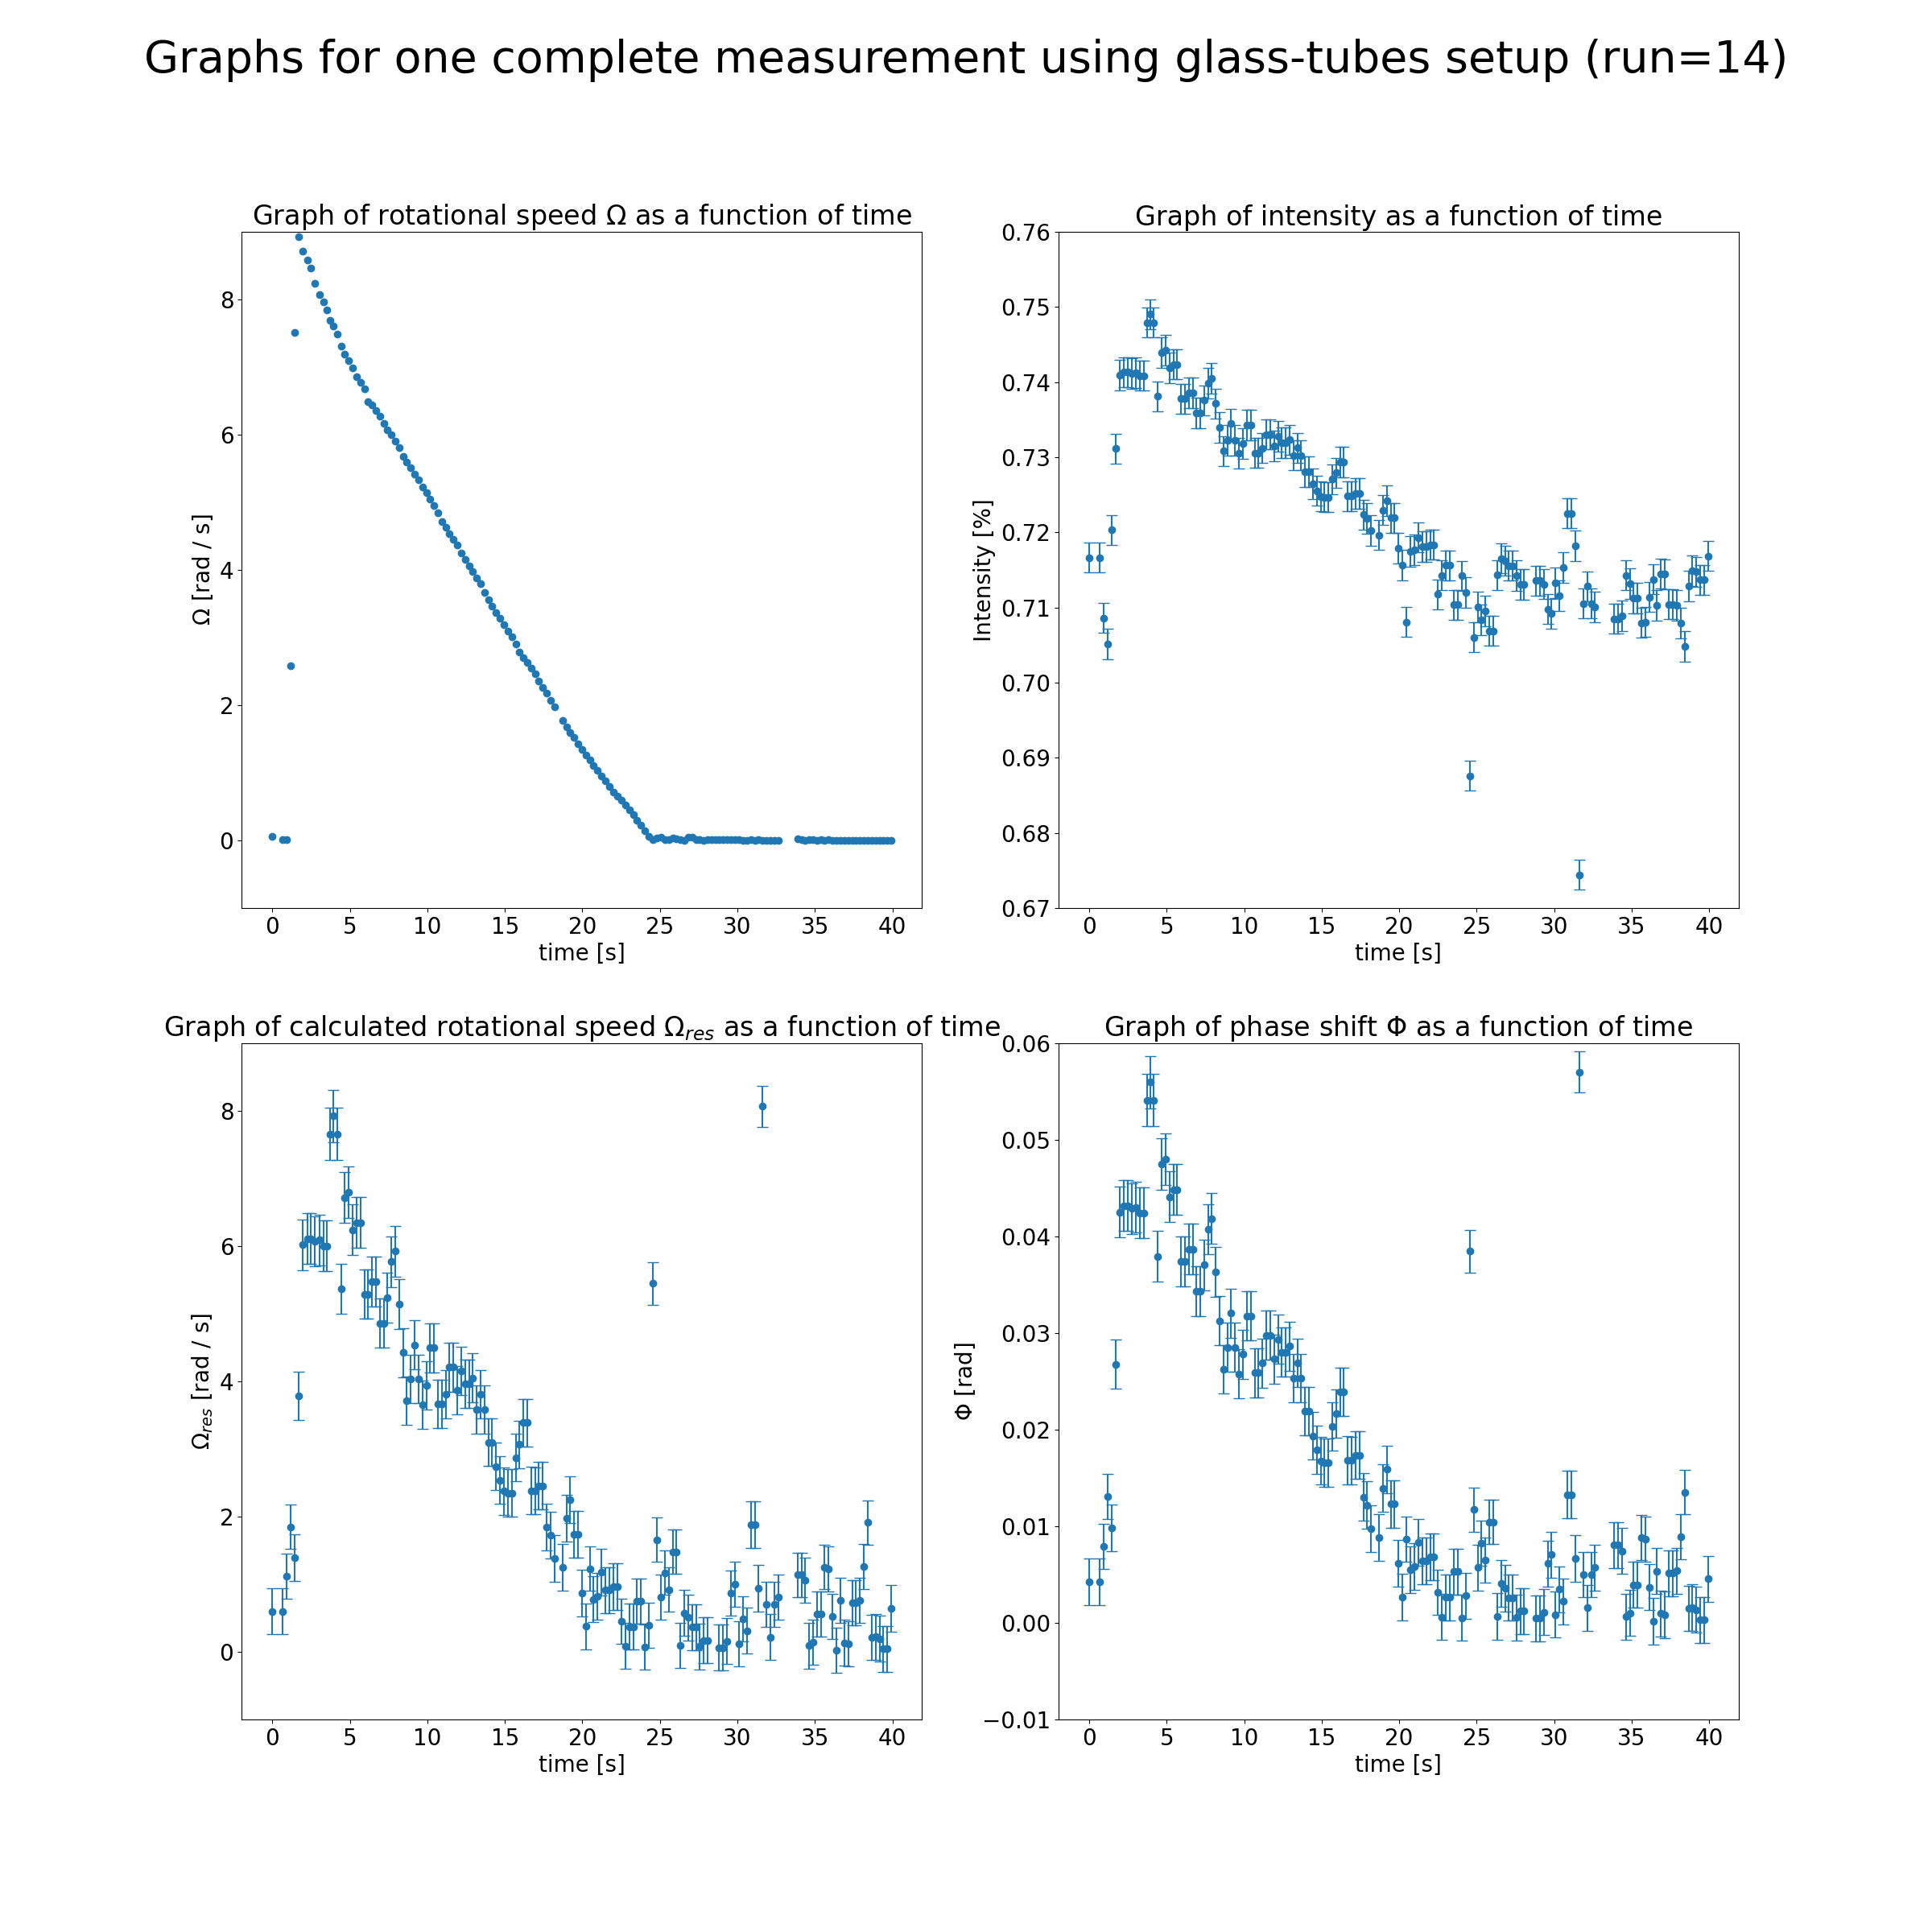 Graphs for one complete measurement using glass-tubes setup (run=14)
Graph of rotational speed Ω as a function of time
8
6
4
2
0
Ω [rad / s]
0 5 10 15 20 25 30 35 40
time [s]
Graph of intensity as a function of time
0.76
0.75
0.74
0.73
0.72
0.71
0.70
0.69
0.68
0.67
Intensity [%]
0 5 10 15 20 25 30 35 40
time [s]
Graph of calculated rotational speed Ωres as a function of time
8
6
4
2
0
Ωres [rad / s]
0 5 10 15 20 25 30 35 40
time [s]
Graph of phase shift Φ as a function of time
0.06
0.05
0.04
0.03
0.02
0.01
0.00
−0.01
Φ [rad]
0 5 10 15 20 25 30 35 40
time [s]